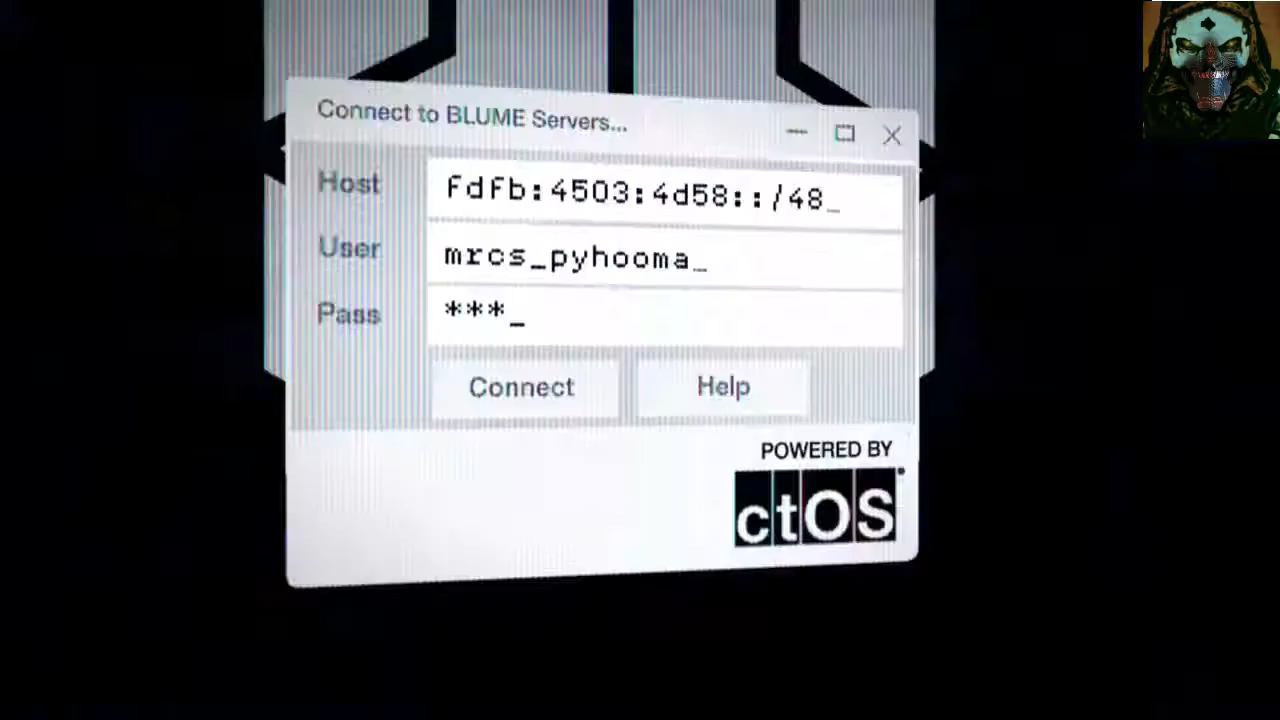 Connect to BLUME Servers...
Host fdfb:4503:4d58::/48_
User mrcs_pyhooma_
Pass ***_
Connect Help
POWERED BY
ctOS